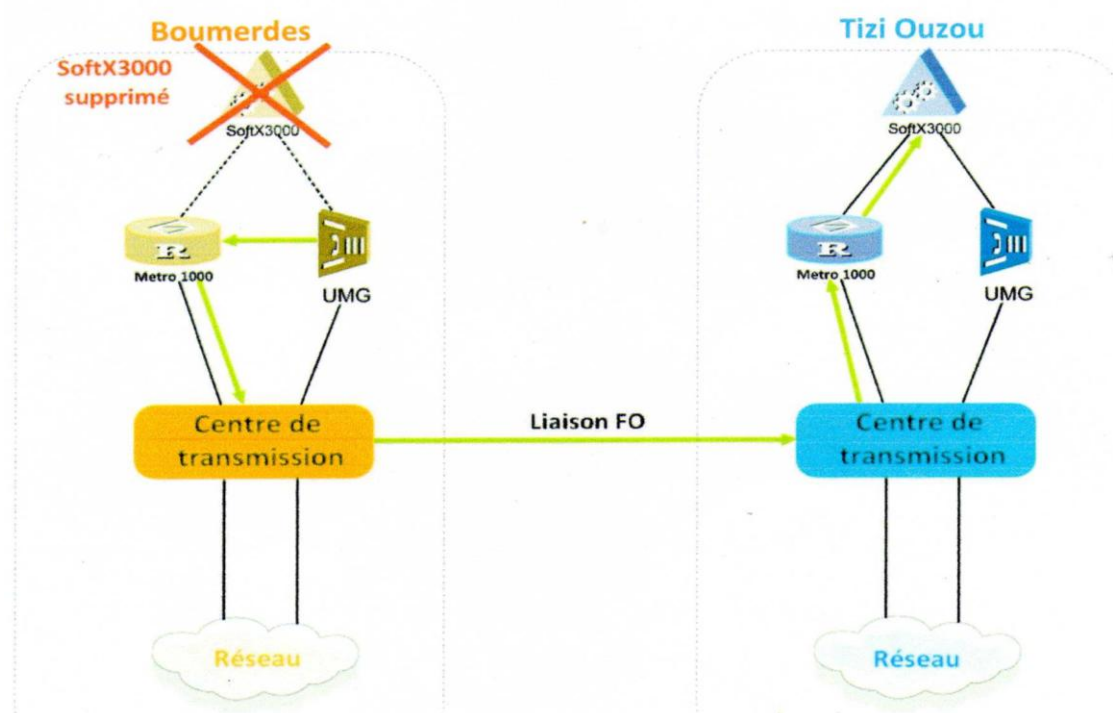 Boumerdes
SoftX3000
supprimé
SoftX3000
R
Metro 1000
UMG
Centre de
transmission
Réseau
Liaison FO
Tizi Ouzou
SoftX3000
R
Metro 1000
UMG
Centre de
transmission
Réseau